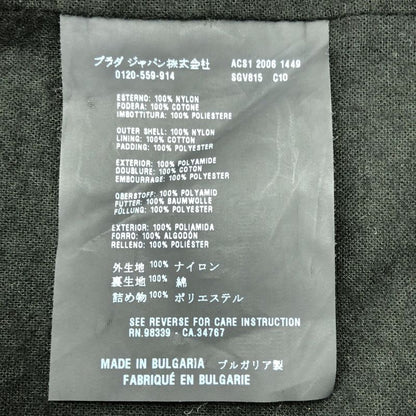 プラダ ジャパン株式会社 ACS1 2006 1449
0120-559-914 SGV815 C10
ESTERNO: 100% NYLON
FODERA: 100% COTONE
IMBOTTITURA: 100% POLIESTERE
OUTER SHELL: 100% NYLON
LINING: 100% COTTON
PADDING: 100% POLYESTER
EXTERIOR: 100% POLYAMIDE
DOUBLURE: 100% COTON
EMBOURRAGE: 100% POLYESTER
OBERSTOFF: 100% POLYAMID
FUTTER: 100% BAUMWOLLE
FÜLLUNG: 100% POLYESTER
EXTERIOR: 100% POLIAMIDA
FORRO: 100% ALGODÓN
RELLENO: 100% POLIÉSTER
外生地 100% ナイロン
裏生地 100% 綿
詰め物 100% ポリエステル
SEE REVERSE FOR CARE INSTRUCTION
RN.98339 - CA.34767
MADE IN BULGARIA ブルガリア製
FABRIQUÉ EN BULGARIE